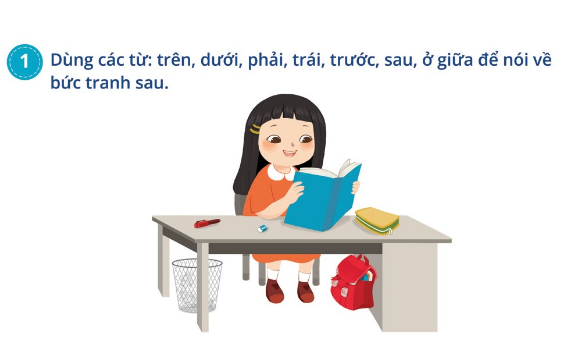 1 Dùng các từ: trên, dưới, phải, trái, trước, sau, ở giữa để nói về
bức tranh sau.